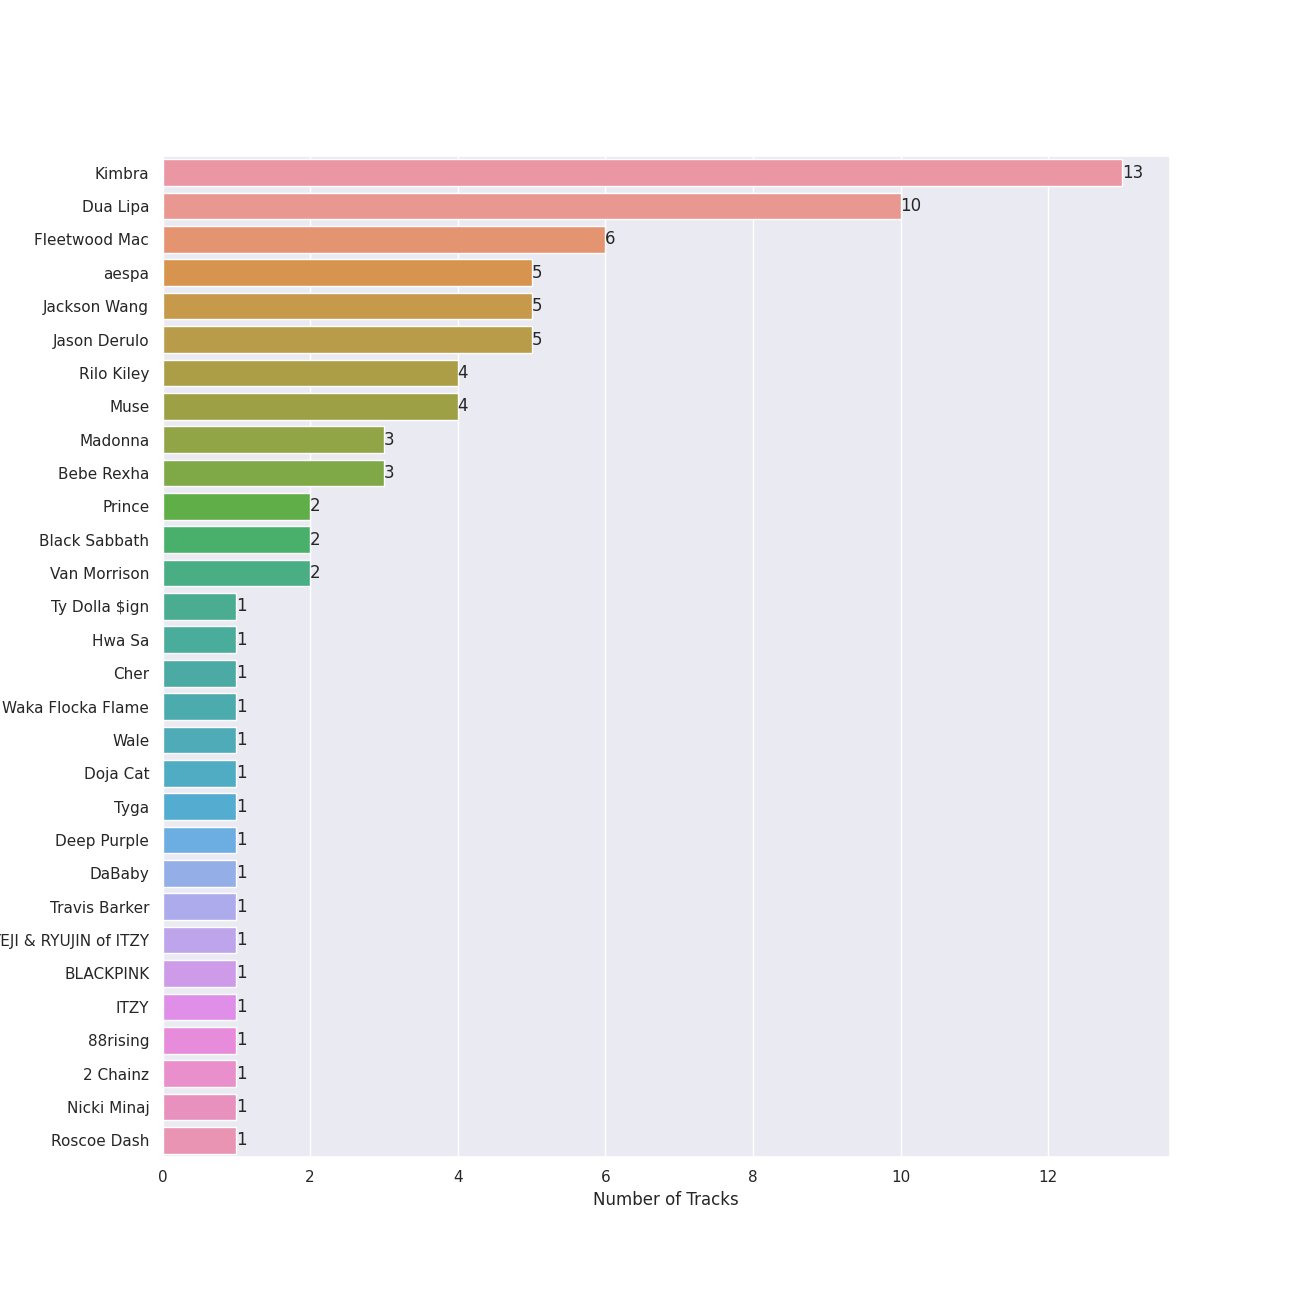 Kimbra 13
Dua Lipa 10
Fleetwood Mac 6
aespa 5
Jackson Wang 5
Jason Derulo 5
Rilo Kiley 4
Muse 4
Madonna 3
Bebe Rexha 3
Prince 2
Black Sabbath 2
Van Morrison 2
Ty Dolla $ign 1
Hwa Sa 1
Cher 1
Waka Flocka Flame 1
Wale 1
Doja Cat 1
Tyga 1
Deep Purple 1
DaBaby 1
Travis Barker 1
& RYUJIN of ITZY 1
BLACKPINK 1
ITZY 1
88rising 1
2 Chainz 1
Nicki Minaj 1
Roscoe Dash 1
0 2 4 6 8 10 12
Number of Tracks